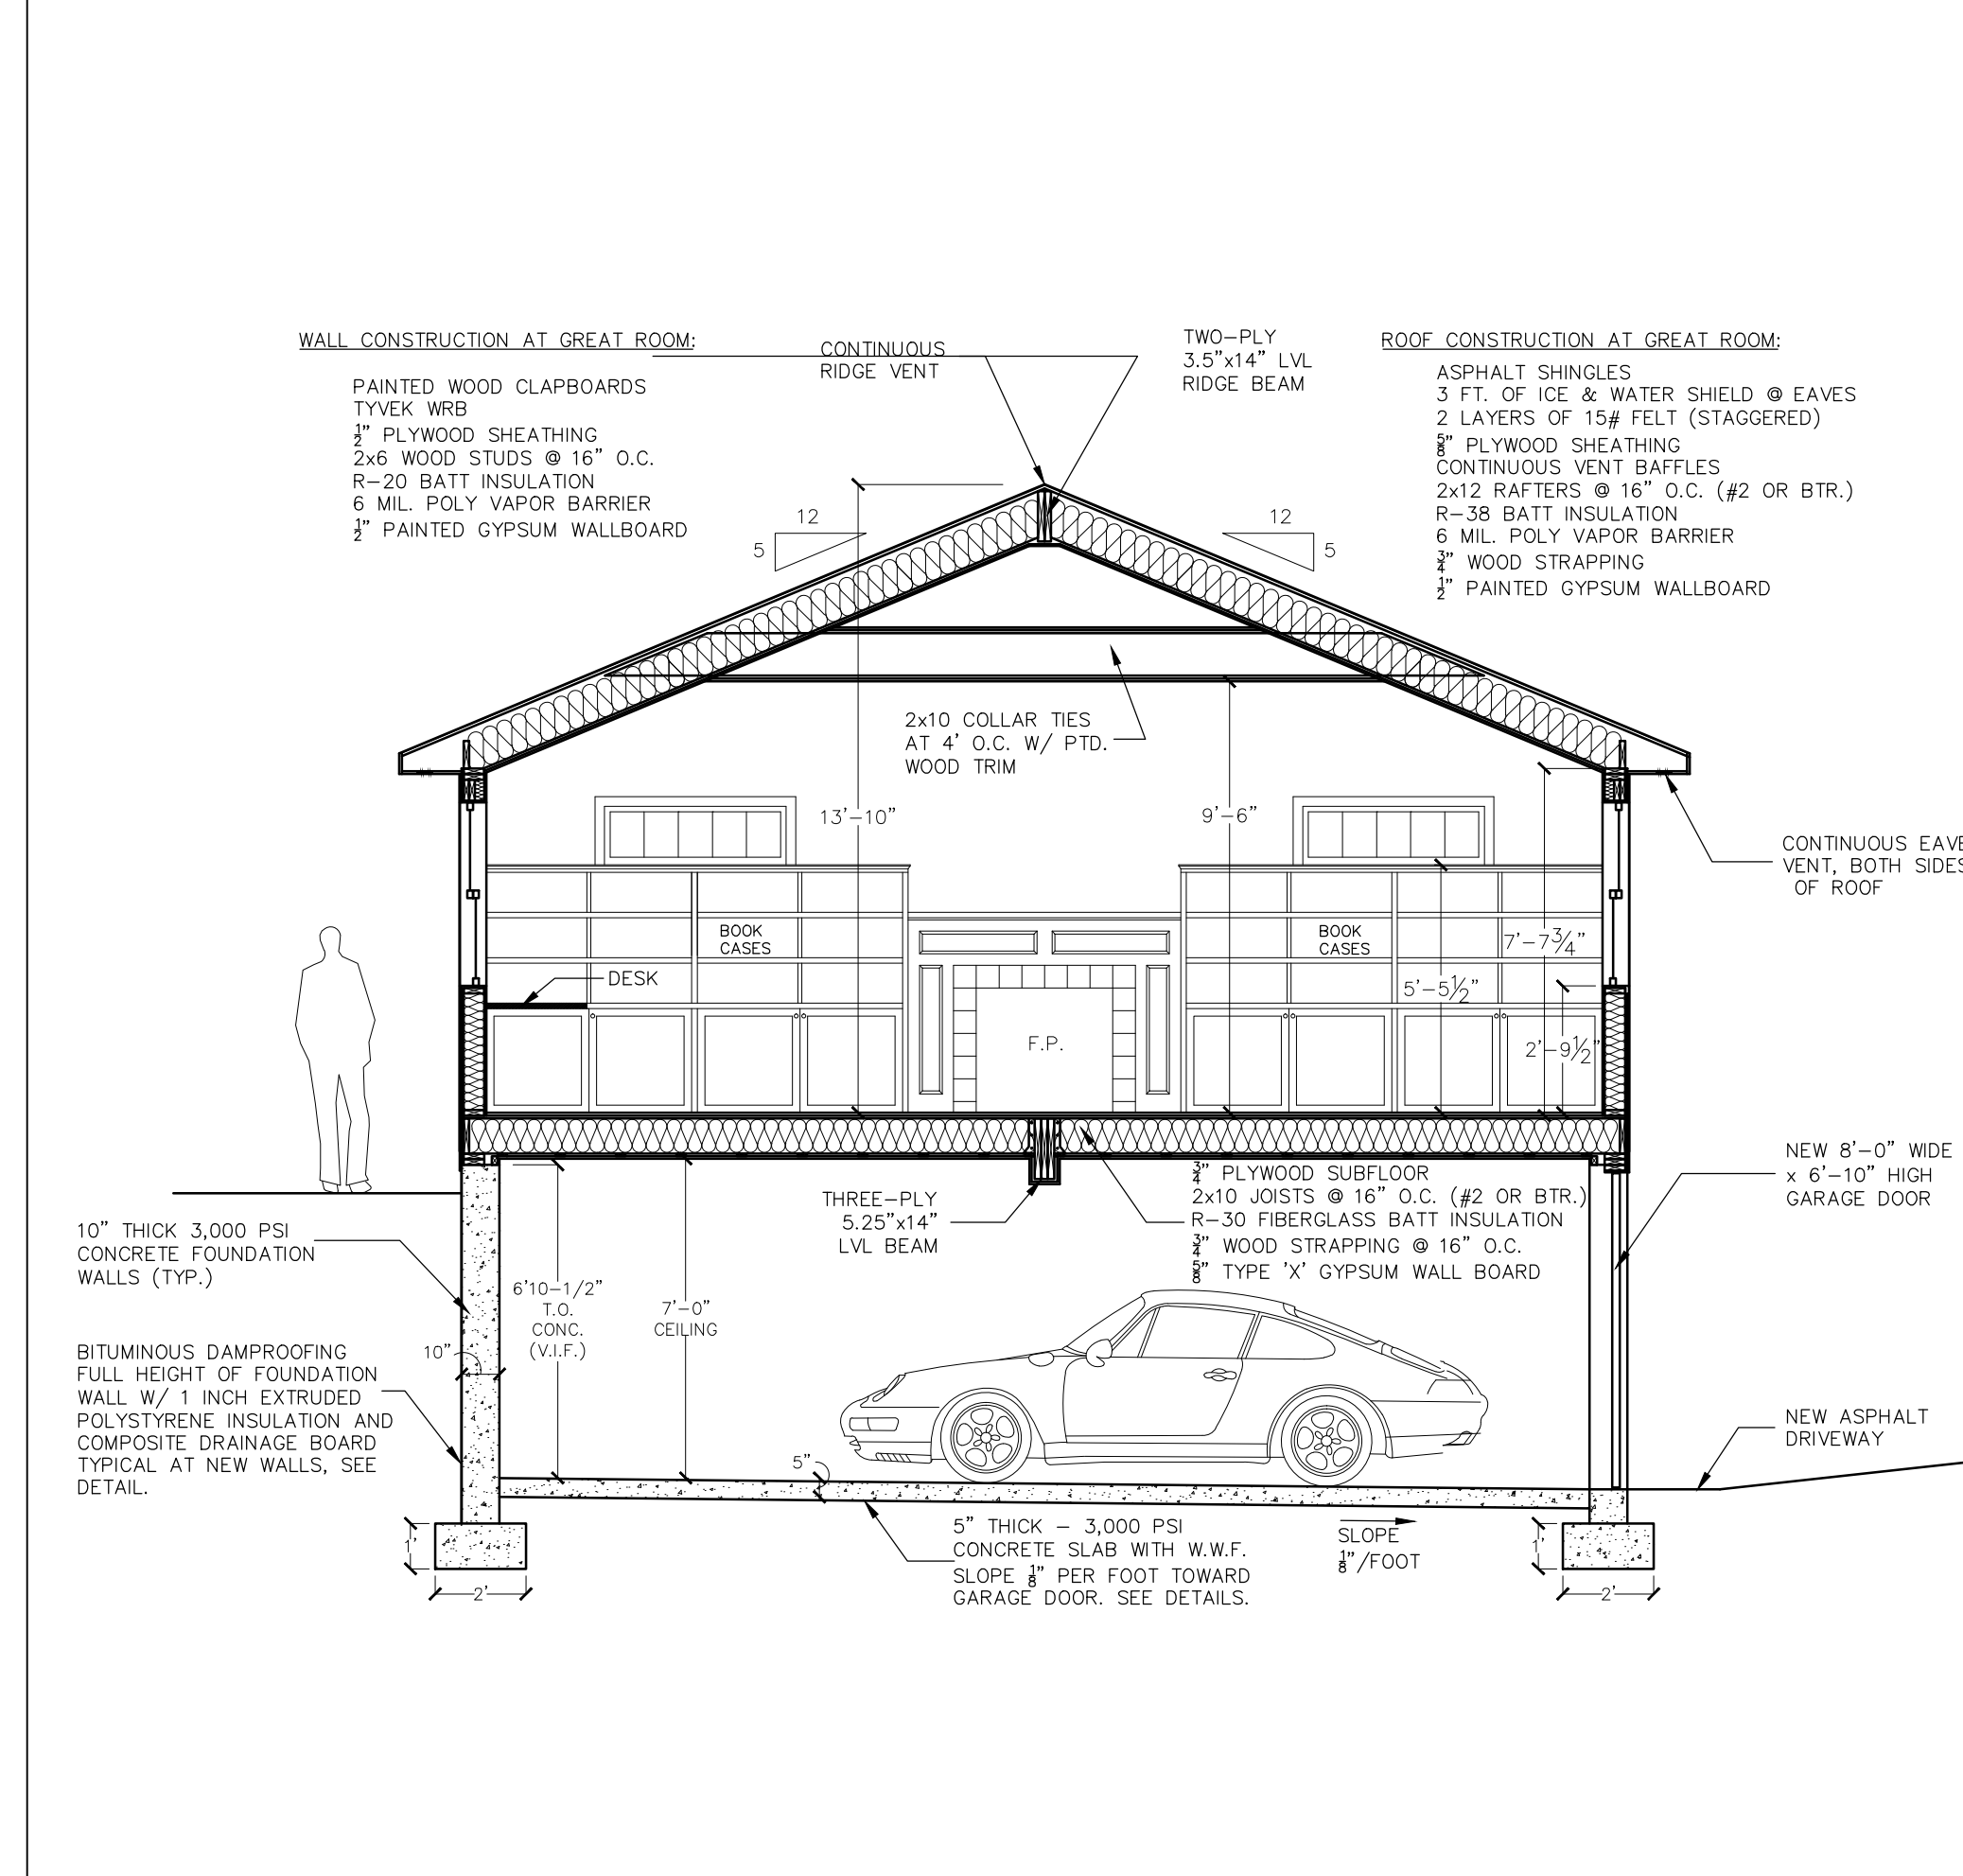 WALL CONSTRUCTION AT GREAT ROOM:
PAINTED WOOD CLAPBOARDS
TYVEK WRB
½” PLYWOOD SHEATHING
2x6 WOOD STUDS @ 16” O.C.
R–20 BATT INSULATION
6 MIL. POLY VAPOR BARRIER
½” PAINTED GYPSUM WALLBOARD
CONTINUOUS
RIDGE VENT
TWO–PLY
3.5”x14” LVL
RIDGE BEAM
ROOF CONSTRUCTION AT GREAT ROOM:
ASPHALT SHINGLES
3 FT. OF ICE & WATER SHIELD @ EAVES
2 LAYERS OF 15# FELT (STAGGERED)
⅝” PLYWOOD SHEATHING
CONTINUOUS VENT BAFFLES
2x12 RAFTERS @ 16” O.C. (#2 OR BTR.)
R–38 BATT INSULATION
6 MIL. POLY VAPOR BARRIER
¾” WOOD STRAPPING
½” PAINTED GYPSUM WALLBOARD
12
5
12
5
2x10 COLLAR TIES
AT 4’ O.C. W/ PTD.
WOOD TRIM
13’–10”
9’–6”
CONTINUOUS EAVE
VENT, BOTH SIDES
OF ROOF
BOOK
CASES
BOOK
CASES
7’–7¾”
DESK
5’–5½”
F.P.
2’–9½”
NEW 8’–0” WIDE
x 6’–10” HIGH
GARAGE DOOR
THREE–PLY
5.25”x14”
LVL BEAM
¾” PLYWOOD SUBFLOOR
2x10 JOISTS @ 16” O.C. (#2 OR BTR.)
R–30 FIBERGLASS BATT INSULATION
¾” WOOD STRAPPING @ 16” O.C.
⅝” TYPE 'X' GYPSUM WALL BOARD
10” THICK 3,000 PSI
CONCRETE FOUNDATION
WALLS (TYP.)
6’10–1/2”
T.O.
CONC.
(V.I.F.)
7’–0”
CEILING
10”
BITUMINOUS DAMPROOFING
FULL HEIGHT OF FOUNDATION
WALL W/ 1 INCH EXTRUDED
POLYSTYRENE INSULATION AND
COMPOSITE DRAINAGE BOARD
TYPICAL AT NEW WALLS, SEE
DETAIL.
NEW ASPHALT
DRIVEWAY
5”
5” THICK – 3,000 PSI
CONCRETE SLAB WITH W.W.F.
SLOPE ⅛” PER FOOT TOWARD
GARAGE DOOR. SEE DETAILS.
SLOPE
⅛”/FOOT
1'
2'
1'
2'